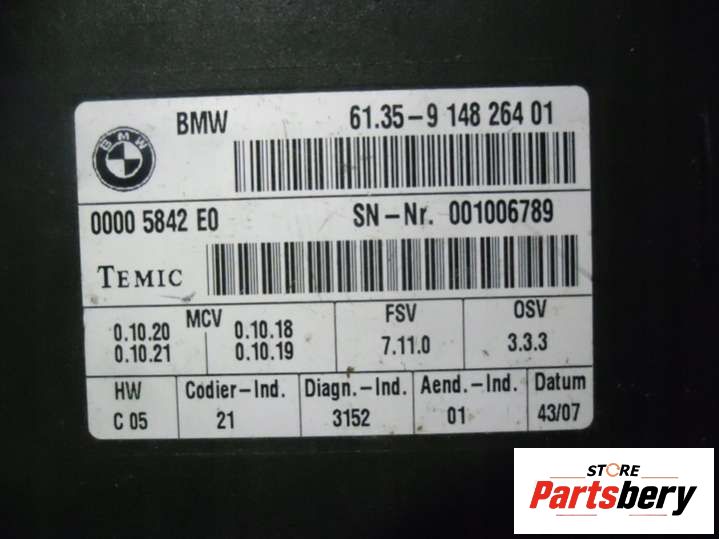 BMW
BMW 61.35-9 148 264 01
0000 5842 E0 SN-Nr. 001006789
TEMIC
MCV FSV OSV
0.10.20 0.10.18 7.11.0 3.3.3
0.10.21 0.10.19
HW Codier-Ind. Diagn.-Ind. Aend.-Ind. Datum
C 05 21 3152 01 43/07
STORE
Partsbery